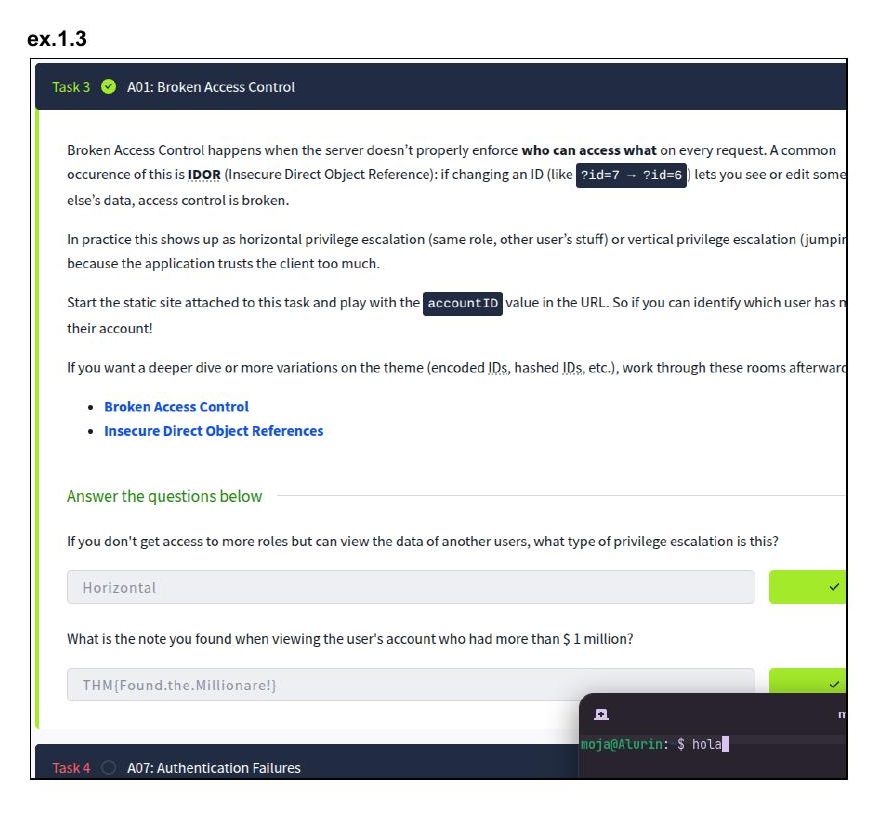 ex.1.3
Task 3 A01: Broken Access Control
Broken Access Control happens when the server doesn't properly enforce who can access what on every request. A common
occurence of this is IDOR (Insecure Direct Object Reference): if changing an ID (like ?id=7 → ?id=6 ) lets you see or edit some
else's data, access control is broken.
In practice this shows up as horizontal privilege escalation (same role, other user's stuff) or vertical privilege escalation (jumpin
because the application trusts the client too much.
Start the static site attached to this task and play with the accountID value in the URL. So if you can identify which user has m
their account!
If you want a deeper dive or more variations on the theme (encoded IDs, hashed IDs, etc.), work through these rooms afterward
• Broken Access Control
• Insecure Direct Object References
Answer the questions below
If you don't get access to more roles but can view the data of another users, what type of privilege escalation is this?
Horizontal
What is the note you found when viewing the user's account who had more than $ 1 million?
THM{Found.the.Millionare!}
m
moja@Alurin: $ hola
Task 4 A07: Authentication Failures